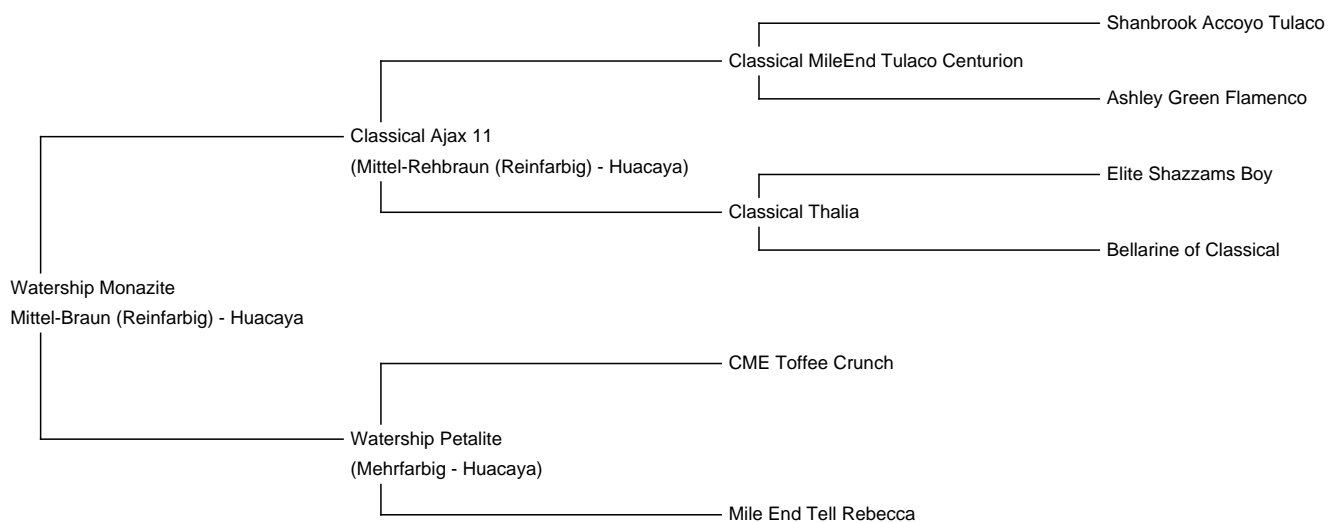 Shanbrook Accoyo Tulaco
Classical MileEnd Tulaco Centurion
Ashley Green Flamenco
Classical Ajax 11
(Mittel-Rehbraun (Reinfarbig) - Huacaya)
Elite Shazzams Boy
Classical Thalia
Bellarine of Classical
Watership Monazite
Mittel-Braun (Reinfarbig) - Huacaya
CME Toffee Crunch
Watership Petalite
(Mehrfarbig - Huacaya)
Mile End Tell Rebecca